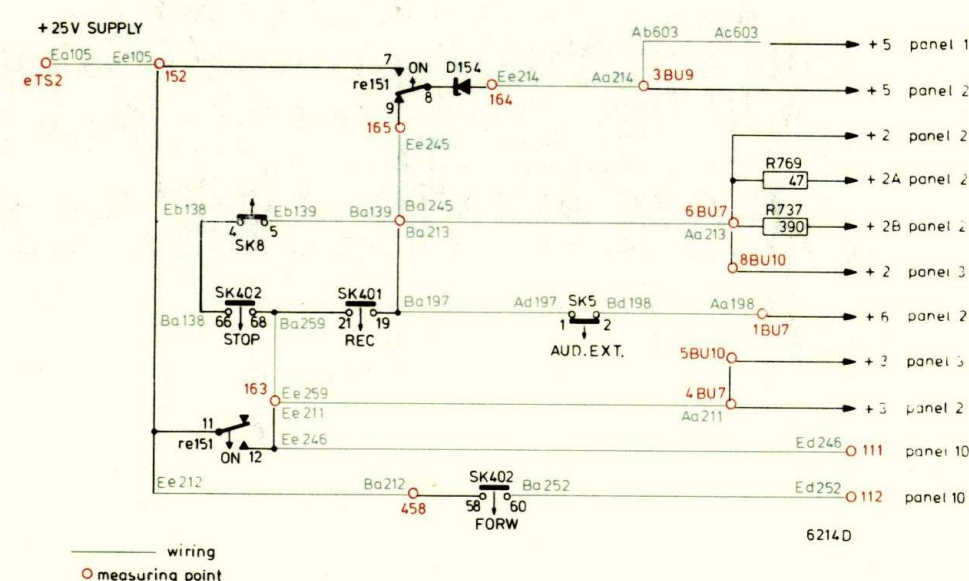 +25V SUPPLY
Ea105 Ee105
eTS2
152
7
ON
re151
8
9
D154
Ee214
164
Aa214
3BU9
Ab603 Ac603
+5 panel 1
+5 panel 2
165
Ee245
+2 panel 2
R769
47
+2A panel 2
Eb138
4 5
SK8
Eb139
Ba139
Ba245
Ba213
6BU7
Aa213
R737
390
+2B panel 2
8BU10
+2 panel 3
Ba138
SK402
66 68
STOP
Ba259
SK401
21 19
REC
Ba197
Ad197
SK5
1 2
AUD.EXT.
Bd198
Aa198
1BU7
+6 panel 2
5BU10
+3 panel
163
Ee259
Ee211
4BU7
Aa211
+3 panel 2
11
re151
ON
12
Ee246
Ed246
111 panel 10
Ee212
Ba212
458
SK402
58 60
FORW
Ba252
Ed252
112 panel 10
6214D
wiring
measuring point